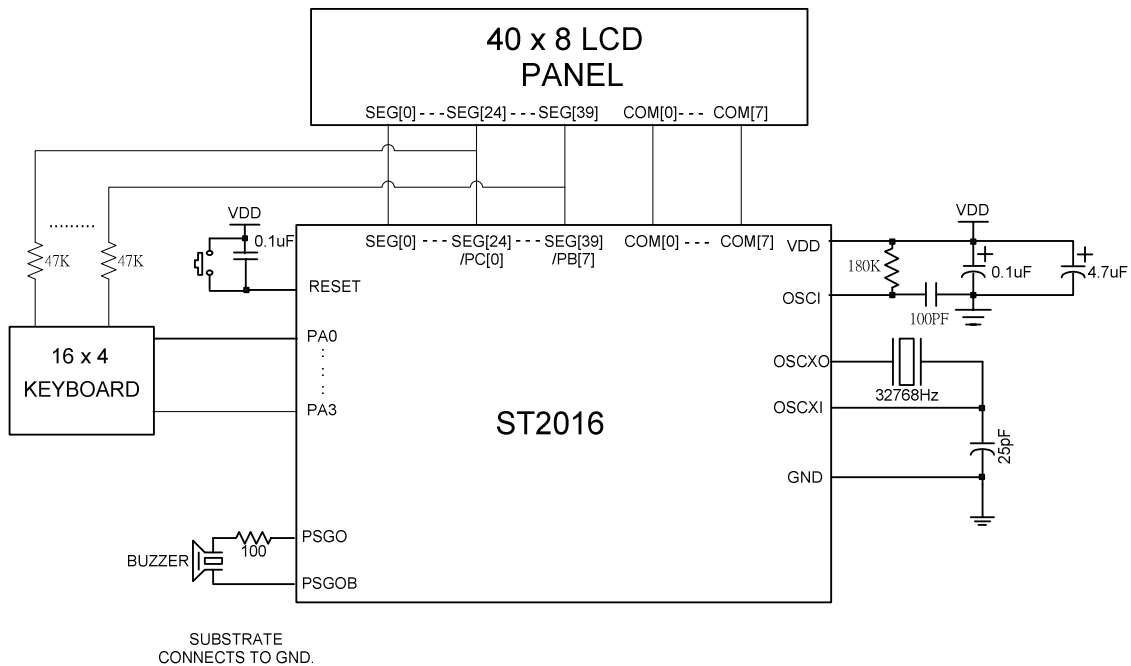 40 x 8 LCD
PANEL
SEG[0] - - - SEG[24] - - - SEG[39] COM[0] - - - COM[7]
.........
47K
47K
VDD
0.1uF
SEG[0] - - - SEG[24] - - - SEG[39] COM[0] - - - COM[7]
/PC[0] /PB[7]
VDD
VDD
180K
0.1uF
4.7uF
RESET
OSCI
100PF
16 x 4
KEYBOARD
PA0
PA3
ST2016
OSCXO
32768Hz
OSCXI
25pF
GND
PSGO
100
BUZZER
PSGOB
SUBSTRATE
CONNECTS TO GND.